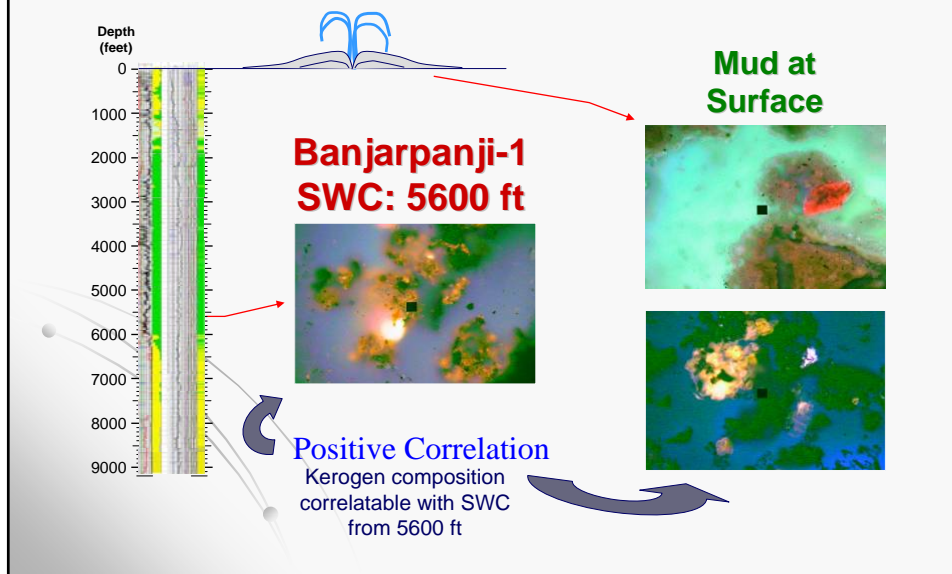 Depth
(feet)
0
1000
2000
3000
4000
5000
6000
7000
8000
9000
Banjarpanji-1
SWC: 5600 ft
Mud at
Surface
Positive Correlation
Kerogen composition
correlatable with SWC
from 5600 ft